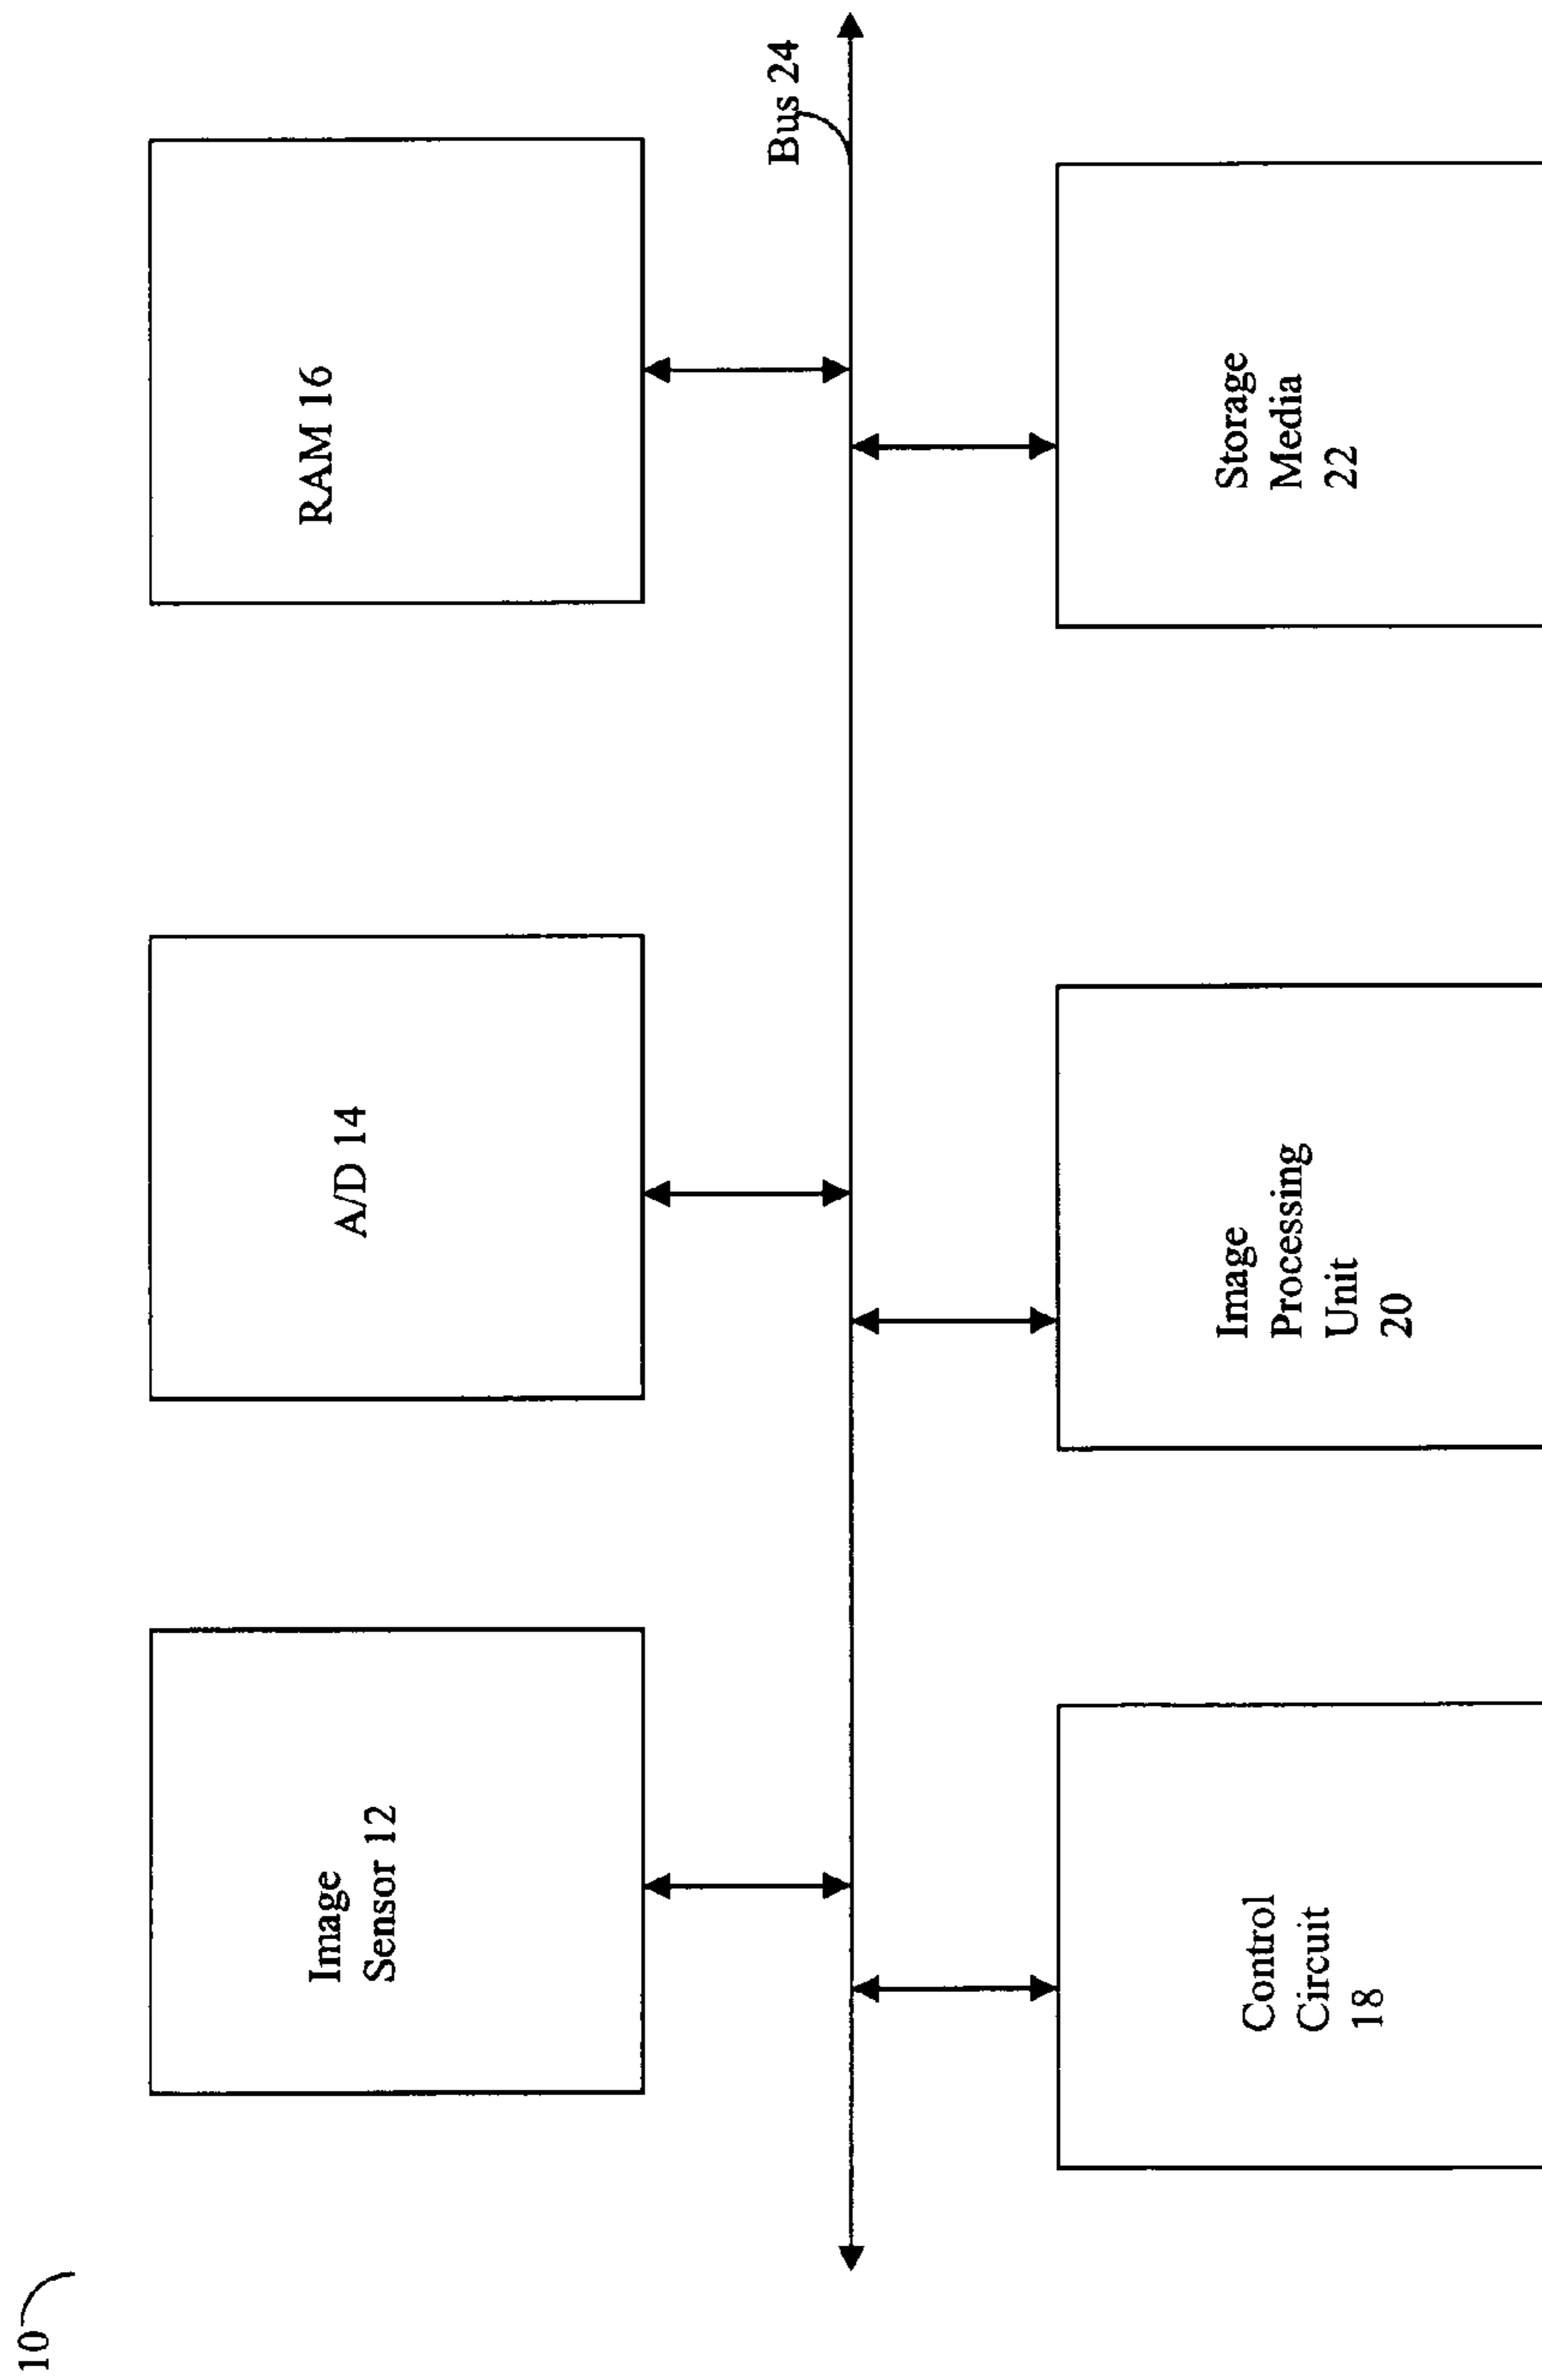 10
Image
Sensor 12
A/D 14
RAM 16
Bus 24
Control
Circuit
18
Image
Processing
Unit
20
Storage
Media
22